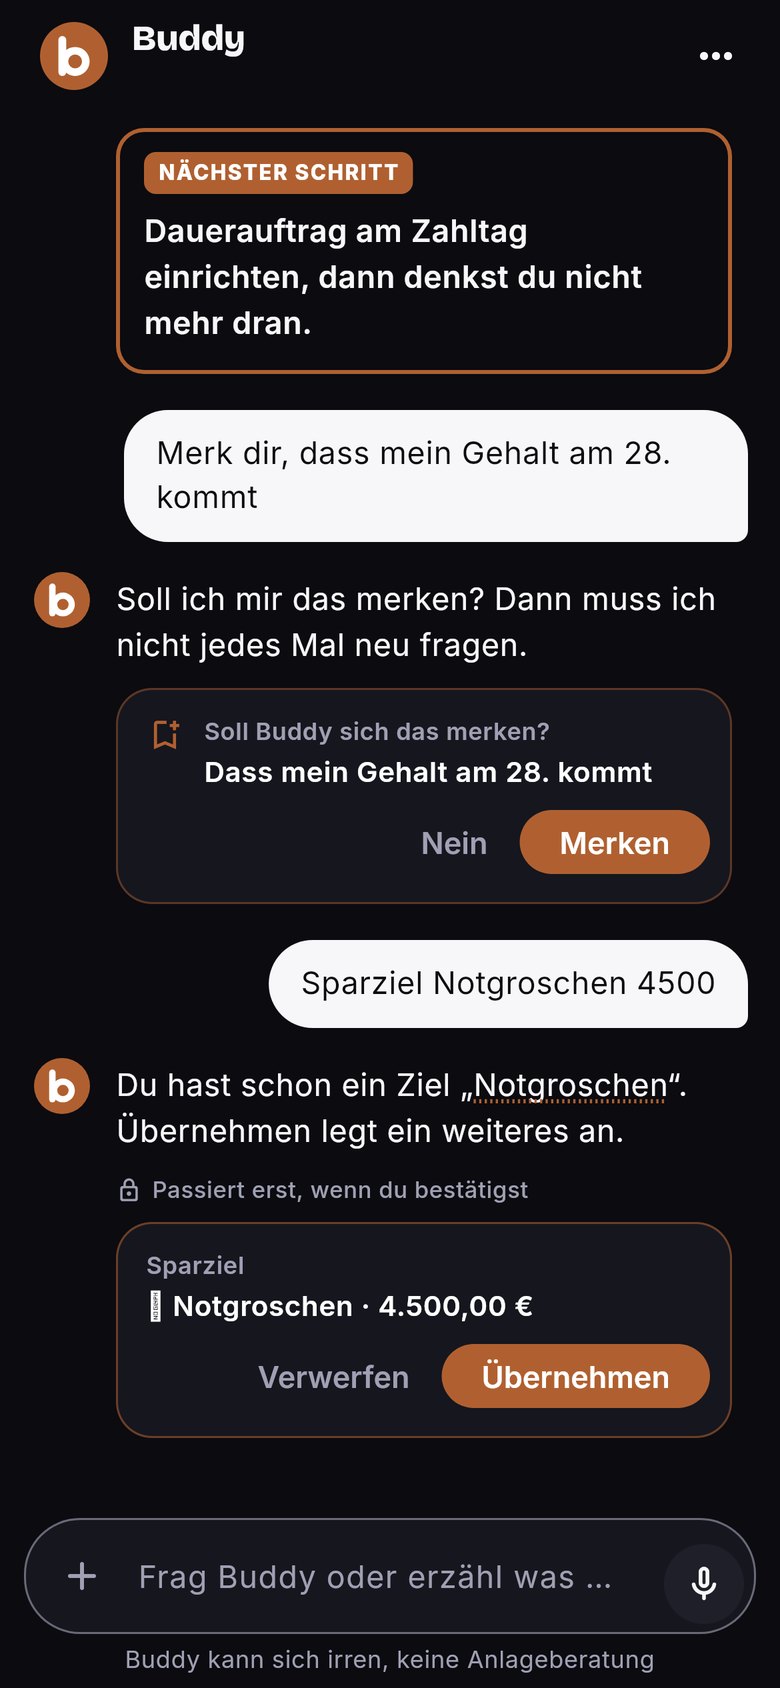 Buddy
NÄCHSTER SCHRITT
Dauerauftrag am Zahltag
einrichten, dann denkst du nicht
mehr dran.
Merk dir, dass mein Gehalt am 28.
kommt
Soll ich mir das merken? Dann muss ich
nicht jedes Mal neu fragen.
Soll Buddy sich das merken?
Dass mein Gehalt am 28. kommt
Nein
Merken
Sparziel Notgroschen 4500
Du hast schon ein Ziel „Notgroschen“.
Übernehmen legt ein weiteres an.
Passiert erst, wenn du bestätigst
Sparziel
Notgroschen · 4.500,00 €
Verwerfen
Übernehmen
Frag Buddy oder erzähl was ...
Buddy kann sich irren, keine Anlageberatung